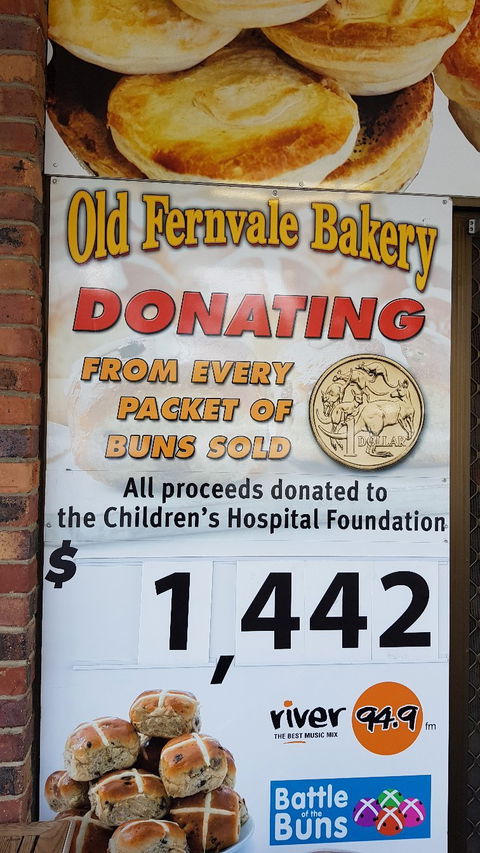 Old Fernvale Bakery
DONATING
FROM EVERY
PACKET OF
BUNS SOLD
1
DOLLAR
All proceeds donated to
the Children's Hospital Foundation
$ 1,442
river 94.9 fm
THE BEST MUSIC MIX
Battle
of the
Buns